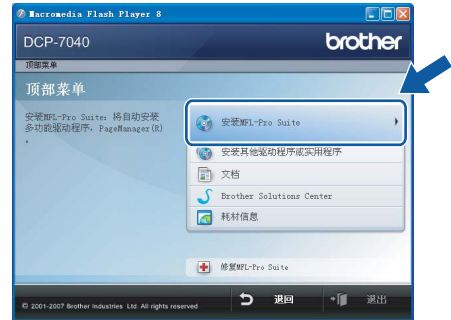 Macromedia Flash Player 8
DCP-7040
brother
顶部菜单
顶部菜单
安装MFL-Pro Suite: 将自动安装
多功能驱动程序, PageManager(R)
.
安装MFL-Pro Suite
安装其他驱动程序或实用程序
文档
Brother Solutions Center
耗材信息
修复MFL-Pro Suite
© 2001-2007 Brother Industries Ltd. All rights reserved
退回
退出